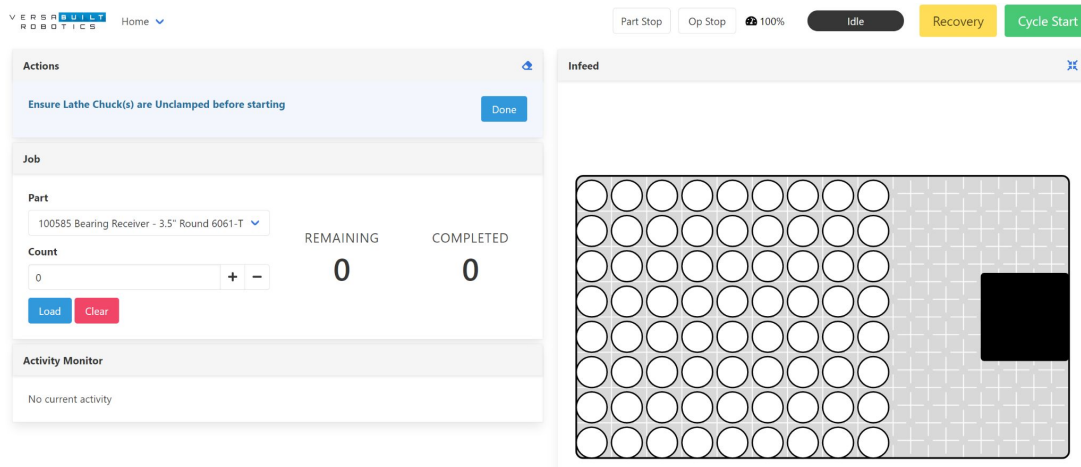 VERSABUILT
ROBOTICS
Home
Part Stop
Op Stop
100%
Idle
Recovery
Cycle Start
Actions
Ensure Lathe Chuck(s) are Unclamped before starting
Done
Job
Part
100585 Bearing Receiver - 3.5" Round 6061-T
Count
0
+ −
Load
Clear
REMAINING
0
COMPLETED
0
Activity Monitor
No current activity
Infeed